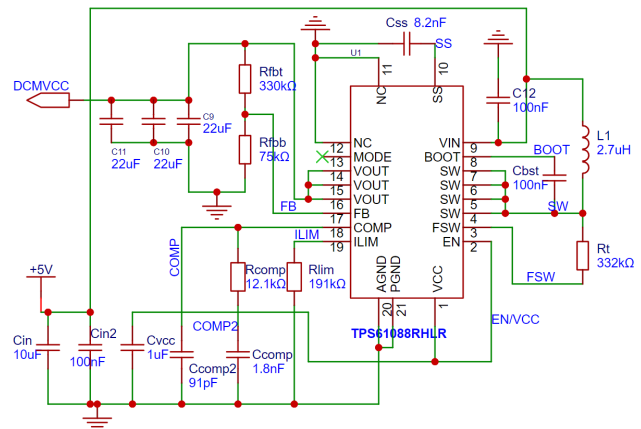 Css 8.2nF
SS
U1
11
10
NC
SS
DCMVCC
Rfbt
330kΩ
C12
100nF
C9
22uF
C11
22uF
C10
22uF
Rfbb
75kΩ
L1
2.7uH
12 NC
VIN 9
13 MODE
BOOT 8
BOOT
14 VOUT
SW 7
15 VOUT
SW 6
VOUT
SW 5
Cbst
100nF
FB
16 FB
SW 4
SW
17 COMP
FSW 3
ILIM
18 ILIM
EN 2
19
COMP
Rt
332kΩ
FSW
+5V
Rcomp
12.1kΩ
Rlim
191kΩ
AGND
PGND
VCC
20
21
1
EN/VCC
TPS61088RHLR
Cin
10uF
Cin2
100nF
Cvcc
1uF
COMP2
Ccomp2
91pF
Ccomp
1.8nF